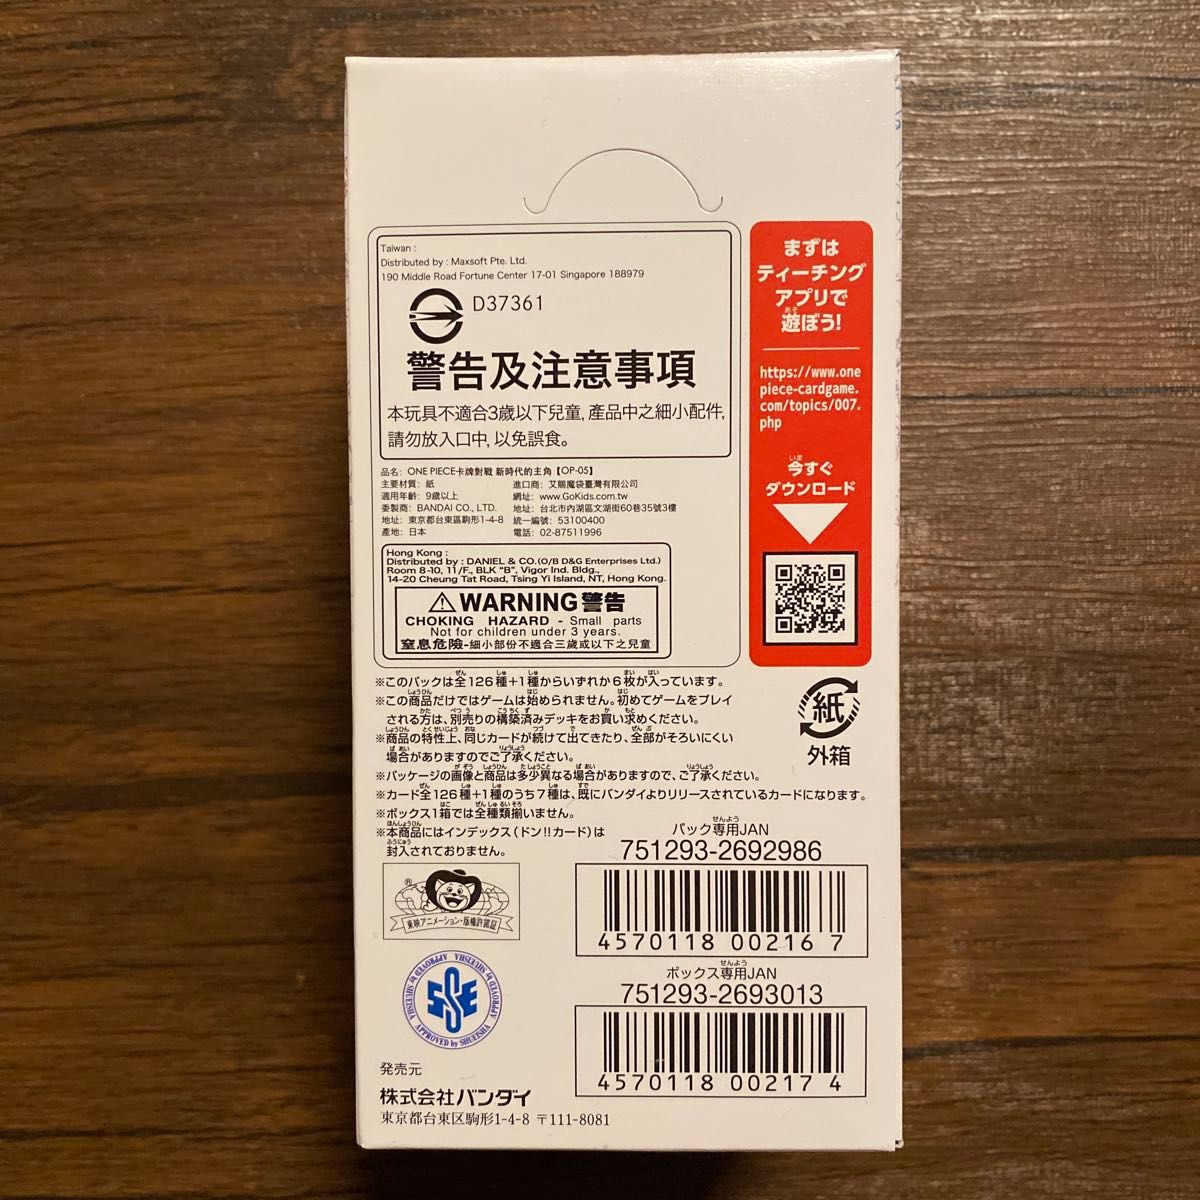 Taiwan :
Distributed by : Maxsoft Pte. Ltd.
190 Middle Road Fortune Center 17-01 Singapore 188979
D37361
警告及注意事項
本玩具不適合3歲以下兒童, 產品中之細小配件,
請勿放入口中, 以免誤食。
品名: ONE PIECE卡牌對戰 新時代的主角【OP-05】
主要材質: 紙
適用年齡: 9歲以上
委製商: BANDAI CO., LTD.
地址: 東京都台東區駒形1-4-8
產地: 日本
進口商: 艾賜魔袋臺灣有限公司
網址: www.GoKids.com.tw
地址: 台北市內湖區文湖街60巷35號3樓
統一編號: 53100400
電話: 02-87511996
Hong Kong :
Distributed by : DANIEL & CO.(O/B D&G Enterprises Ltd.)
Room 8-10, 11/F., BLK "B", Vigor Ind. Bldg.,
14-20 Cheung Tat Road, Tsing Yi Island, NT, Hong Kong.
WARNING 警告
CHOKING HAZARD - Small parts
Not for children under 3 years.
窒息危險-細小部份不適合三歲或以下之兒童
まずは
ティーチング
アプリで
遊ぼう!
https://www.one
piece-cardgame.
com/topics/007.
php
今すぐ
ダウンロード
※このパックは全126種+1種からいずれか6枚が入っています。
※この商品だけではゲームは始められません。初めてゲームをプレイ
される方は、別売りの構築済みデッキをお買い求めください。
※商品の特性上、同じカードが続けて出てきたり、全部がそろいにくい
場合がありますのでご了承ください。
※パッケージの画像と商品は多少異なる場合がありますので、ご了承ください。
※カード全126種+1種のうち7種は、既にバンダイよりリリースされているカードになります。
※ボックス1箱では全種類揃いません。
※本商品にはインデックス(ドン!!カード)は
封入されておりません。
紙
外箱
パック専用JAN
751293-2692986
4570118 00216 7
ボックス専用JAN
751293-2693013
4570118 00217 4
®
東映アニメーション・版権許諾証
APPROVED by SHUEISHA APPROVED by SHUEISHA APPROVED by SHUEISHA
SSE
発売元
株式会社バンダイ
東京都台東区駒形1-4-8 〒111-8081